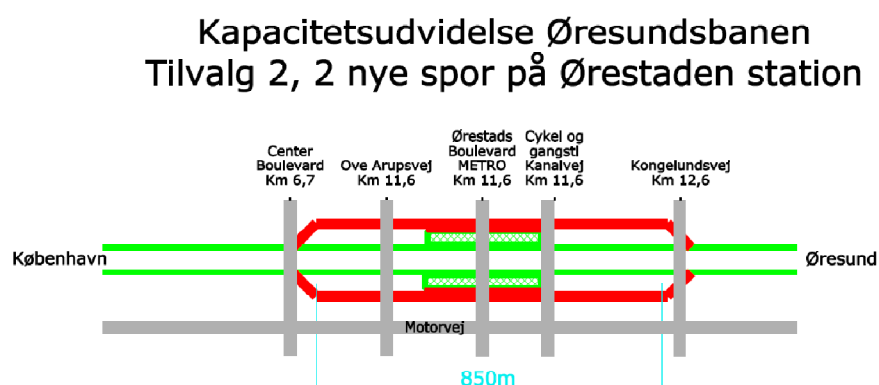 Kapacitetsudvidelse Øresundsbanen
Tilvalg 2, 2 nye spor på Ørestaden station
Center
Boulevard
Km 6,7
Ove Arupsvej
Km 11,6
Ørestads
Boulevard
METRO
Km 11,6
Cykel og
gangsti
Kanalvej
Km 11,6
Kongelundsvej
Km 12,6
København
Øresund
Motorvej
850m